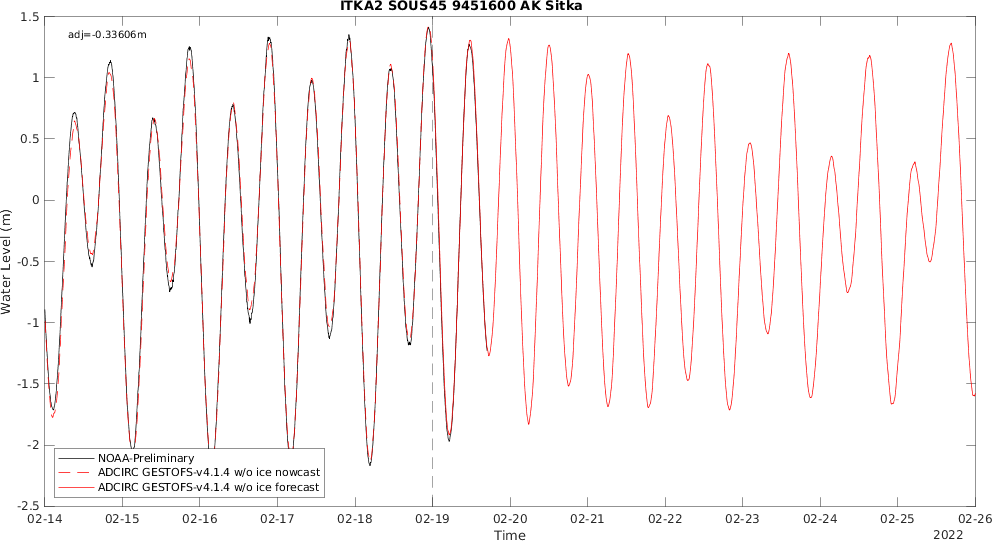 ITKA2 SOUS45 9451600 AK Sitka
adj=-0.33606m
1.5
1
0.5
0
-0.5
-1
-1.5
-2
-2.5
Water Level (m)
NOAA-Preliminary
ADCIRC GESTOFS-v4.1.4 w/o ice nowcast
ADCIRC GESTOFS-v4.1.4 w/o ice forecast
02-14 02-15 02-16 02-17 02-18 02-19 02-20 02-21 02-22 02-23 02-24 02-25 02-26
Time
2022